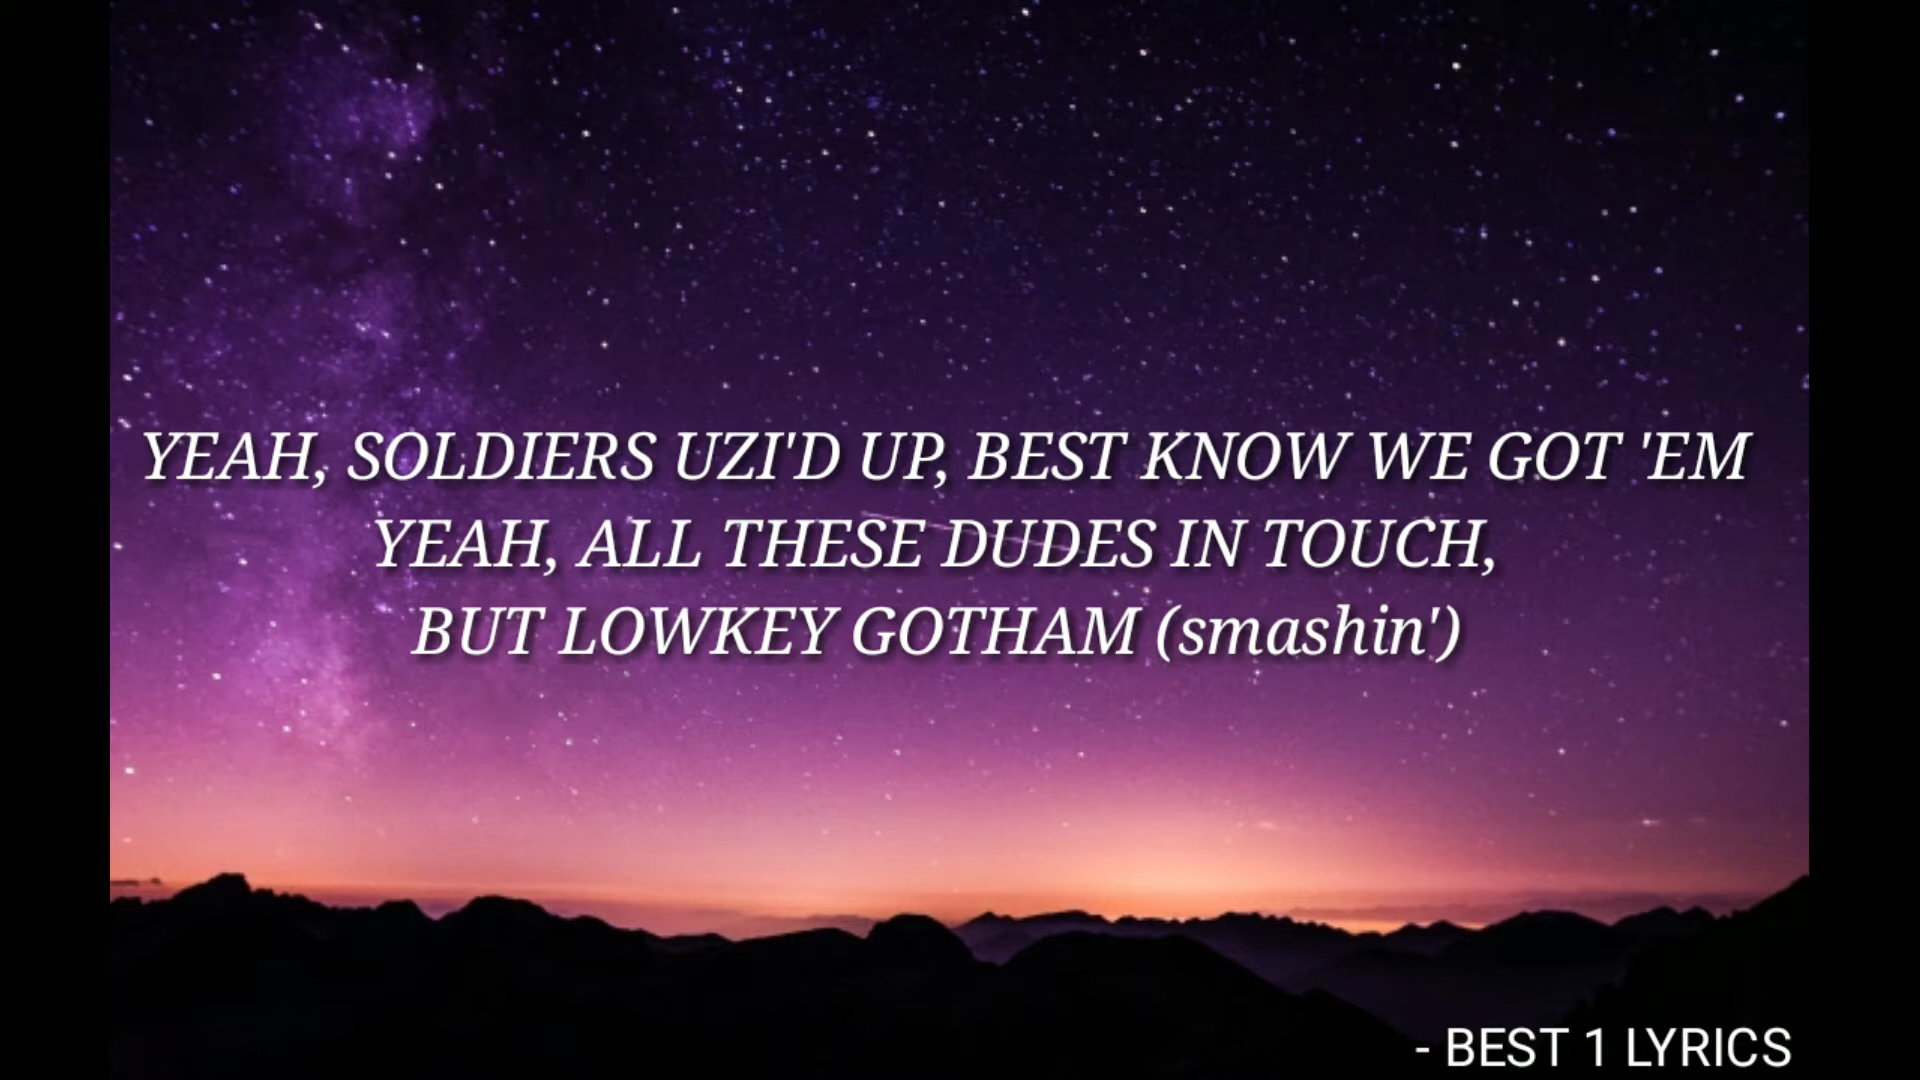 YEAH, SOLDIERS UZI'D UP, BEST KNOW WE GOT 'EM
YEAH, ALL THESE DUDES IN TOUCH,
BUT LOWKEY GOTHAM (smashin')
- BEST 1 LYRICS